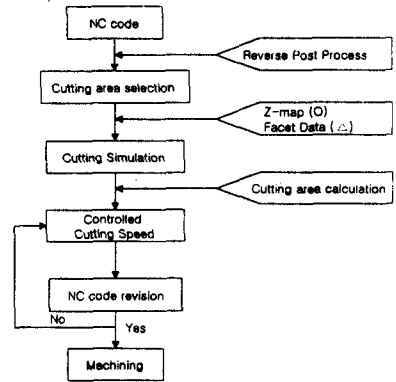 NC code
Reverse Post Process
Cutting area selection
Z-map (O)
Facet Data (△)
Cutting Simulation
Cutting area calculation
Controlled
Cutting Speed
NC code revision
No
Yes
Machining